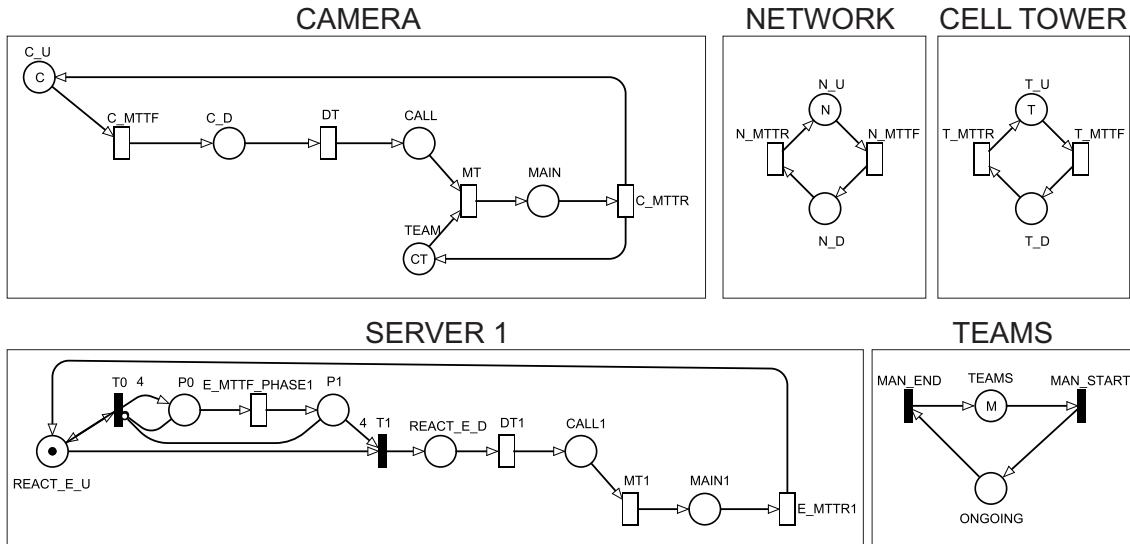 CAMERA
NETWORK
CELL TOWER
C_U
C
C_MTTF
C_D
DT
CALL
MT
MAIN
C_MTTR
TEAM
CT
N_U
N
N_MTTR
N_MTTF
N_D
T_U
T
T_MTTR
T_MTTF
T_D
SERVER 1
TEAMS
T0
4
P0
E_MTTF_PHASE1
P1
4
T1
REACT_E_D
DT1
CALL1
REACT_E_U
MT1
MAIN1
E_MTTR1
MAN_END
TEAMS
MAN_START
M
ONGOING